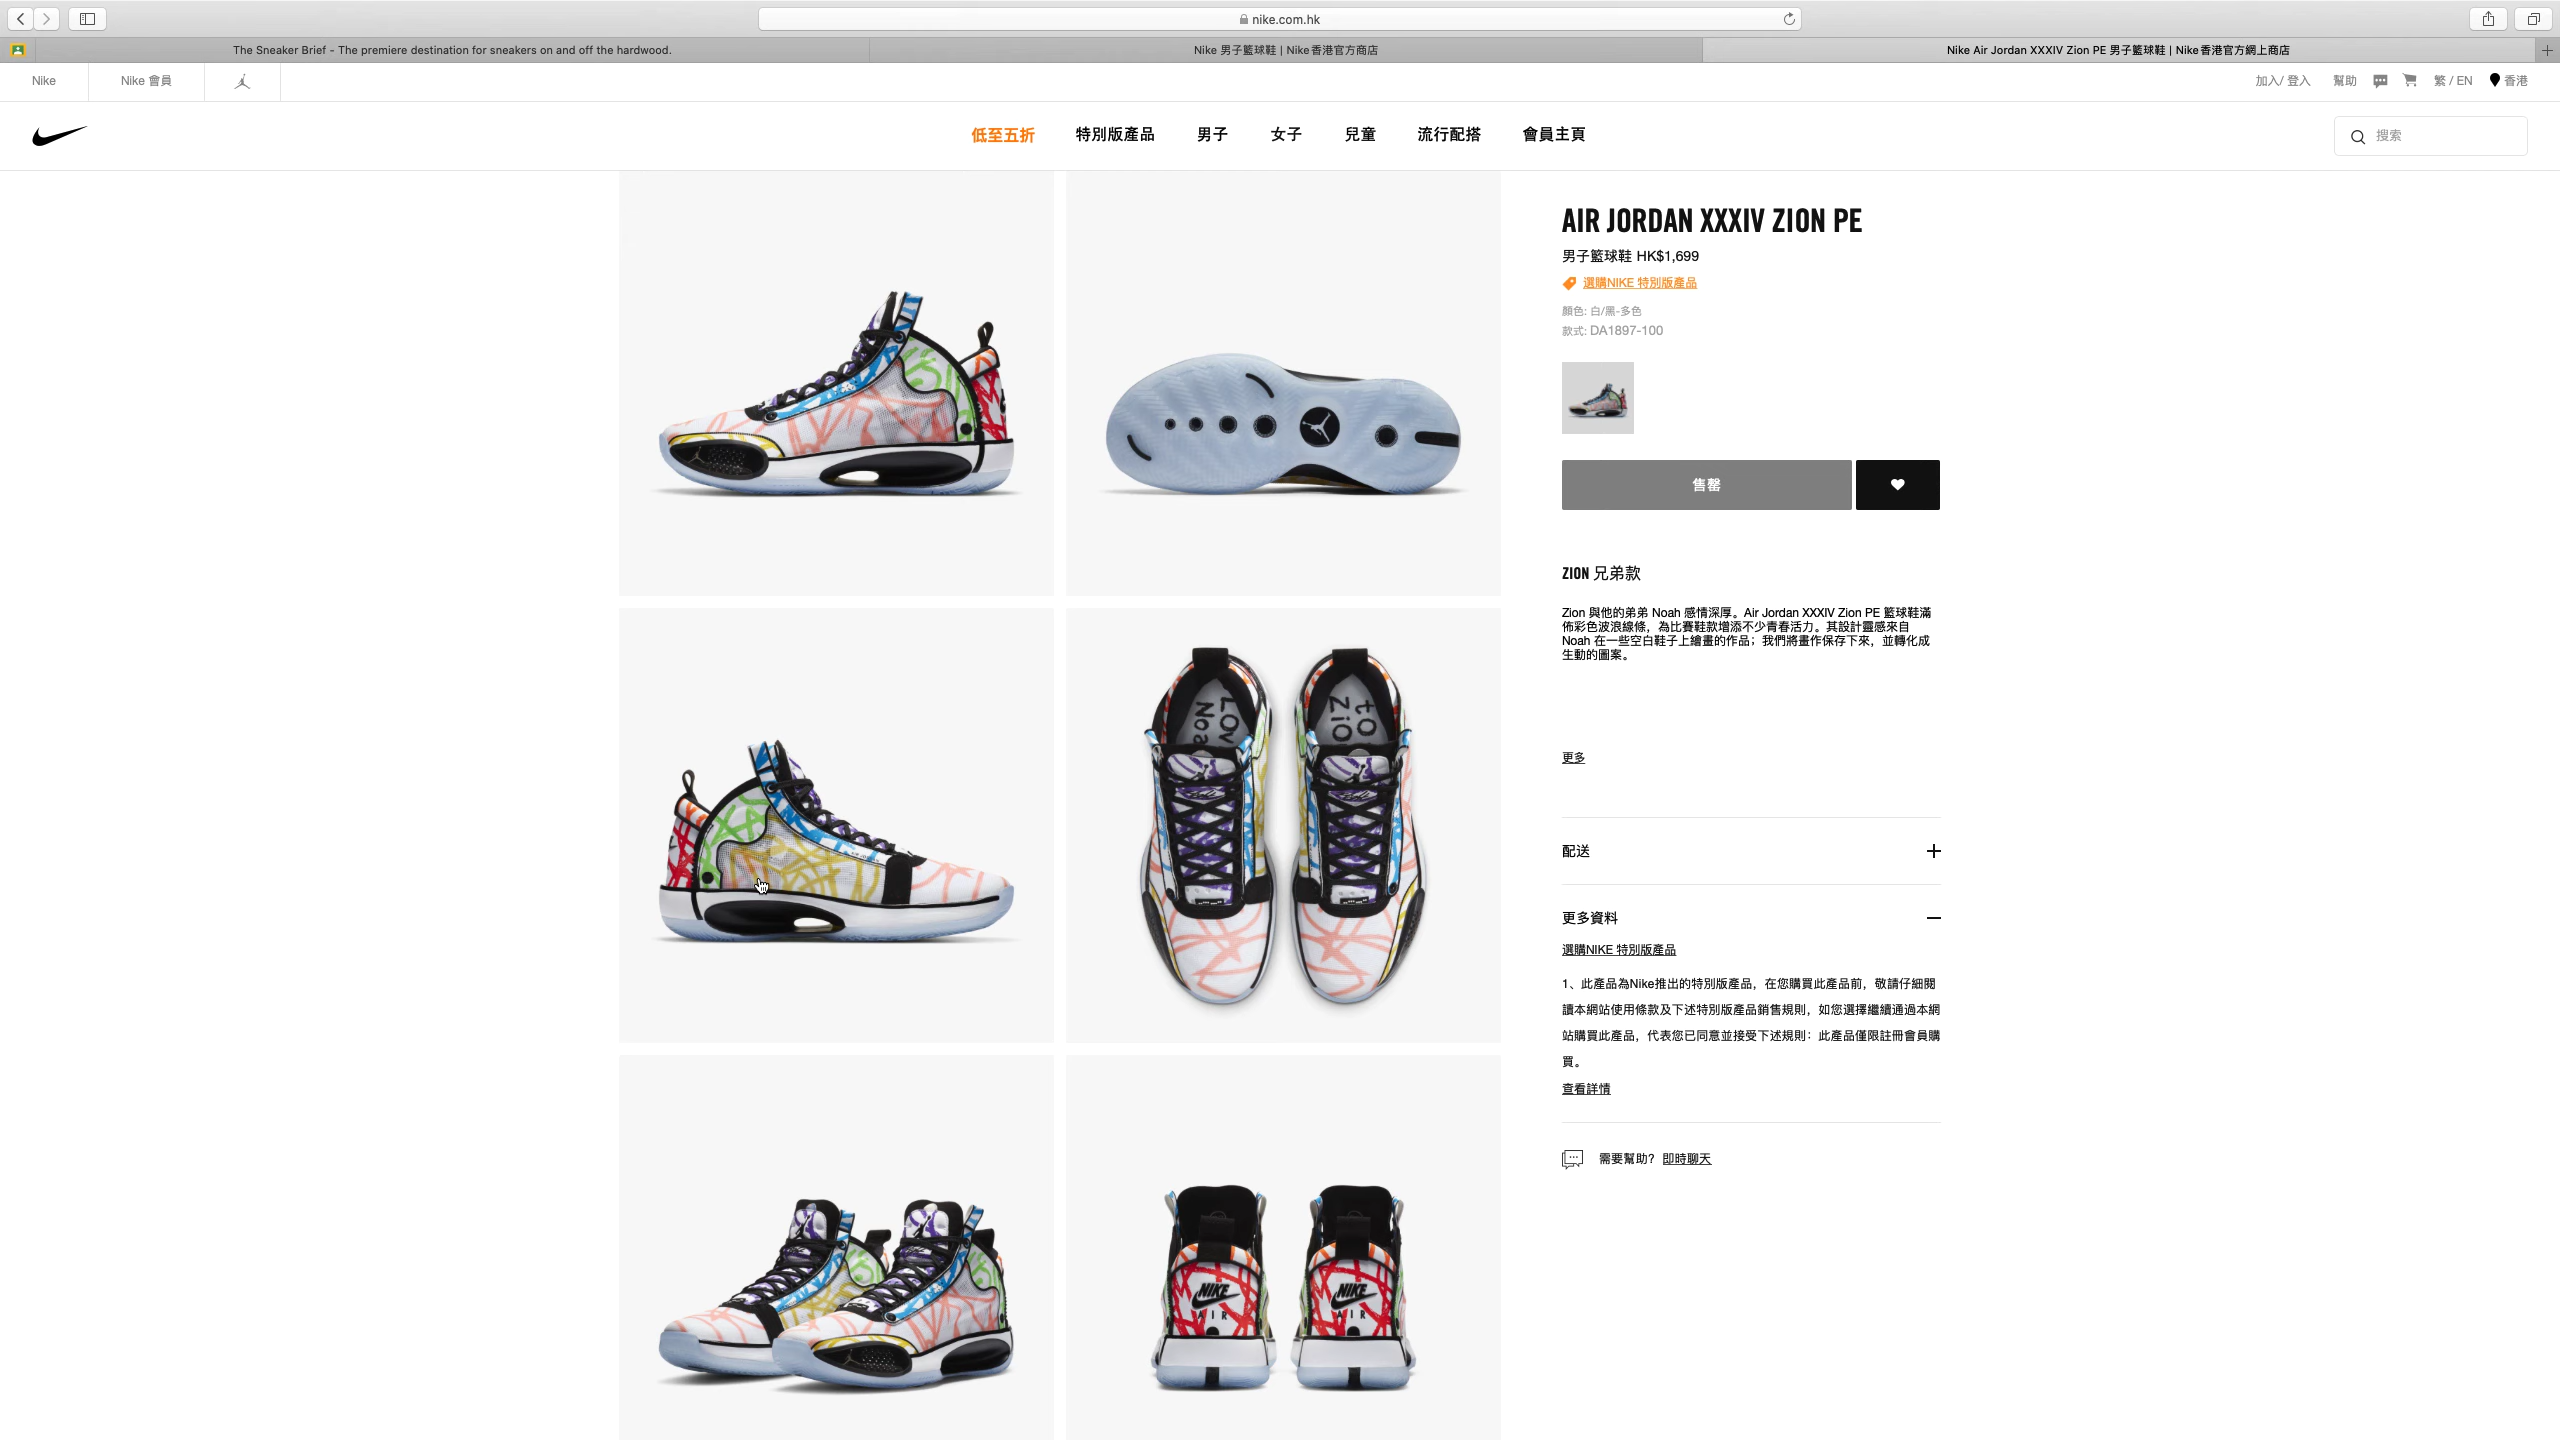 nike.com.hk
The Sneaker Brief - The premiere destination for sneakers on and off the hardwood.
Nike 男子籃球鞋 | Nike香港官方商店
Nike Air Jordan XXXIV Zion PE 男子籃球鞋 | Nike香港官方網上商店
Nike
Nike 會員
加入/ 登入
幫助
繁 / EN
香港
低至五折
特別版產品
男子
女子
兒童
流行配搭
會員主頁
搜索
AIR JORDAN XXXIV ZION PE
男子籃球鞋 HK$1,699
選購NIKE 特別版產品
顏色: 白/黑-多色
款式: DA1897-100
售罄
ZION 兄弟款
Zion 與他的弟弟 Noah 感情深厚。Air Jordan XXXIV Zion PE 籃球鞋滿
佈彩色波浪線條，為比賽鞋款增添不少青春活力。其設計靈感來自
Noah 在一些空白鞋子上繪畫的作品；我們將畫作保存下來，並轉化成
生動的圖案。
更多
配送
更多資料
選購NIKE 特別版產品
1、此產品為Nike推出的特別版產品，在您購買此產品前，敬請仔細閱
讀本網站使用條款及下述特別版產品銷售規則，如您選擇繼續通過本網
站購買此產品，代表您已同意並接受下述規則：此產品僅限註冊會員購
買。
查看詳情
需要幫助? 即時聊天
LOV
Noa
to
Zio
NIKE
AIR
NIKE
AIR